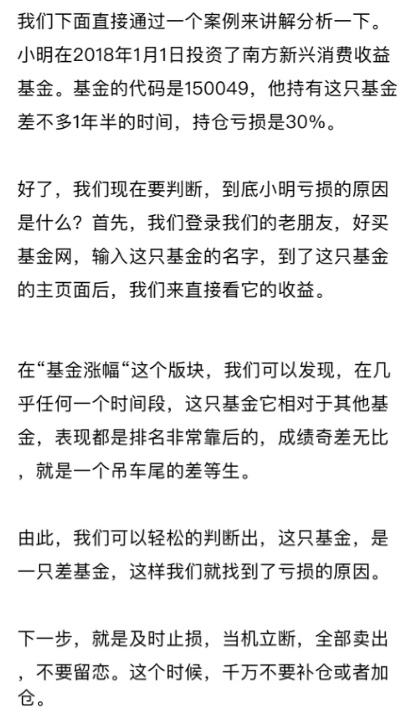 我们下面直接通过一个案例来讲解分析一下。
小明在2018年1月1日投资了南方新兴消费收益
基金。基金的代码是150049，他持有这只基金
差不多1年半的时间，持仓亏损是30%。
好了，我们现在要判断，到底小明亏损的原因
是什么？首先，我们登录我们的老朋友，好买
基金网，输入这只基金的名字，到了这只基金
的主页面后，我们来直接看它的收益。
在“基金涨幅“这个版块，我们可以发现，在几
乎任何一个时间段，这只基金它相对于其他基
金，表现都是排名非常靠后的，成绩奇差无比
，就是一个吊车尾的差等生。
由此，我们可以轻松的判断出，这只基金，是
一只差基金，这样我们就找到了亏损的原因。
下一步，就是及时止损，当机立断，全部卖出
，不要留恋。这个时候，千万不要补仓或者加
仓。